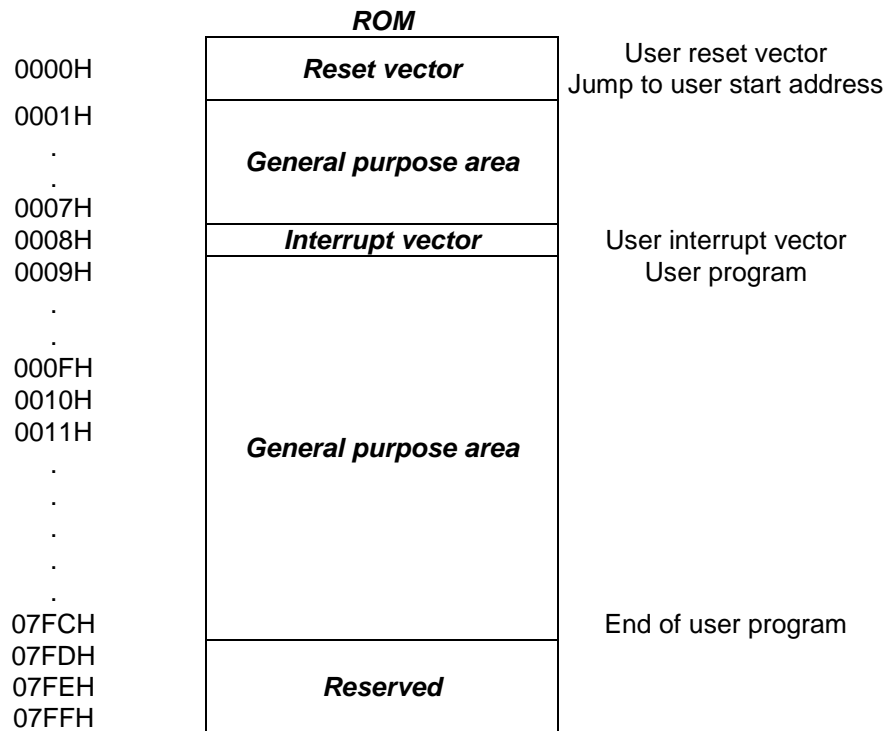 ROM
0000H Reset vector User reset vector
Jump to user start address
0001H
.
General purpose area
.
0007H
0008H Interrupt vector User interrupt vector
0009H User program
.
.
000FH
0010H
0011H
General purpose area
.
.
.
.
.
07FCH End of user program
07FDH
07FEH Reserved
07FFH